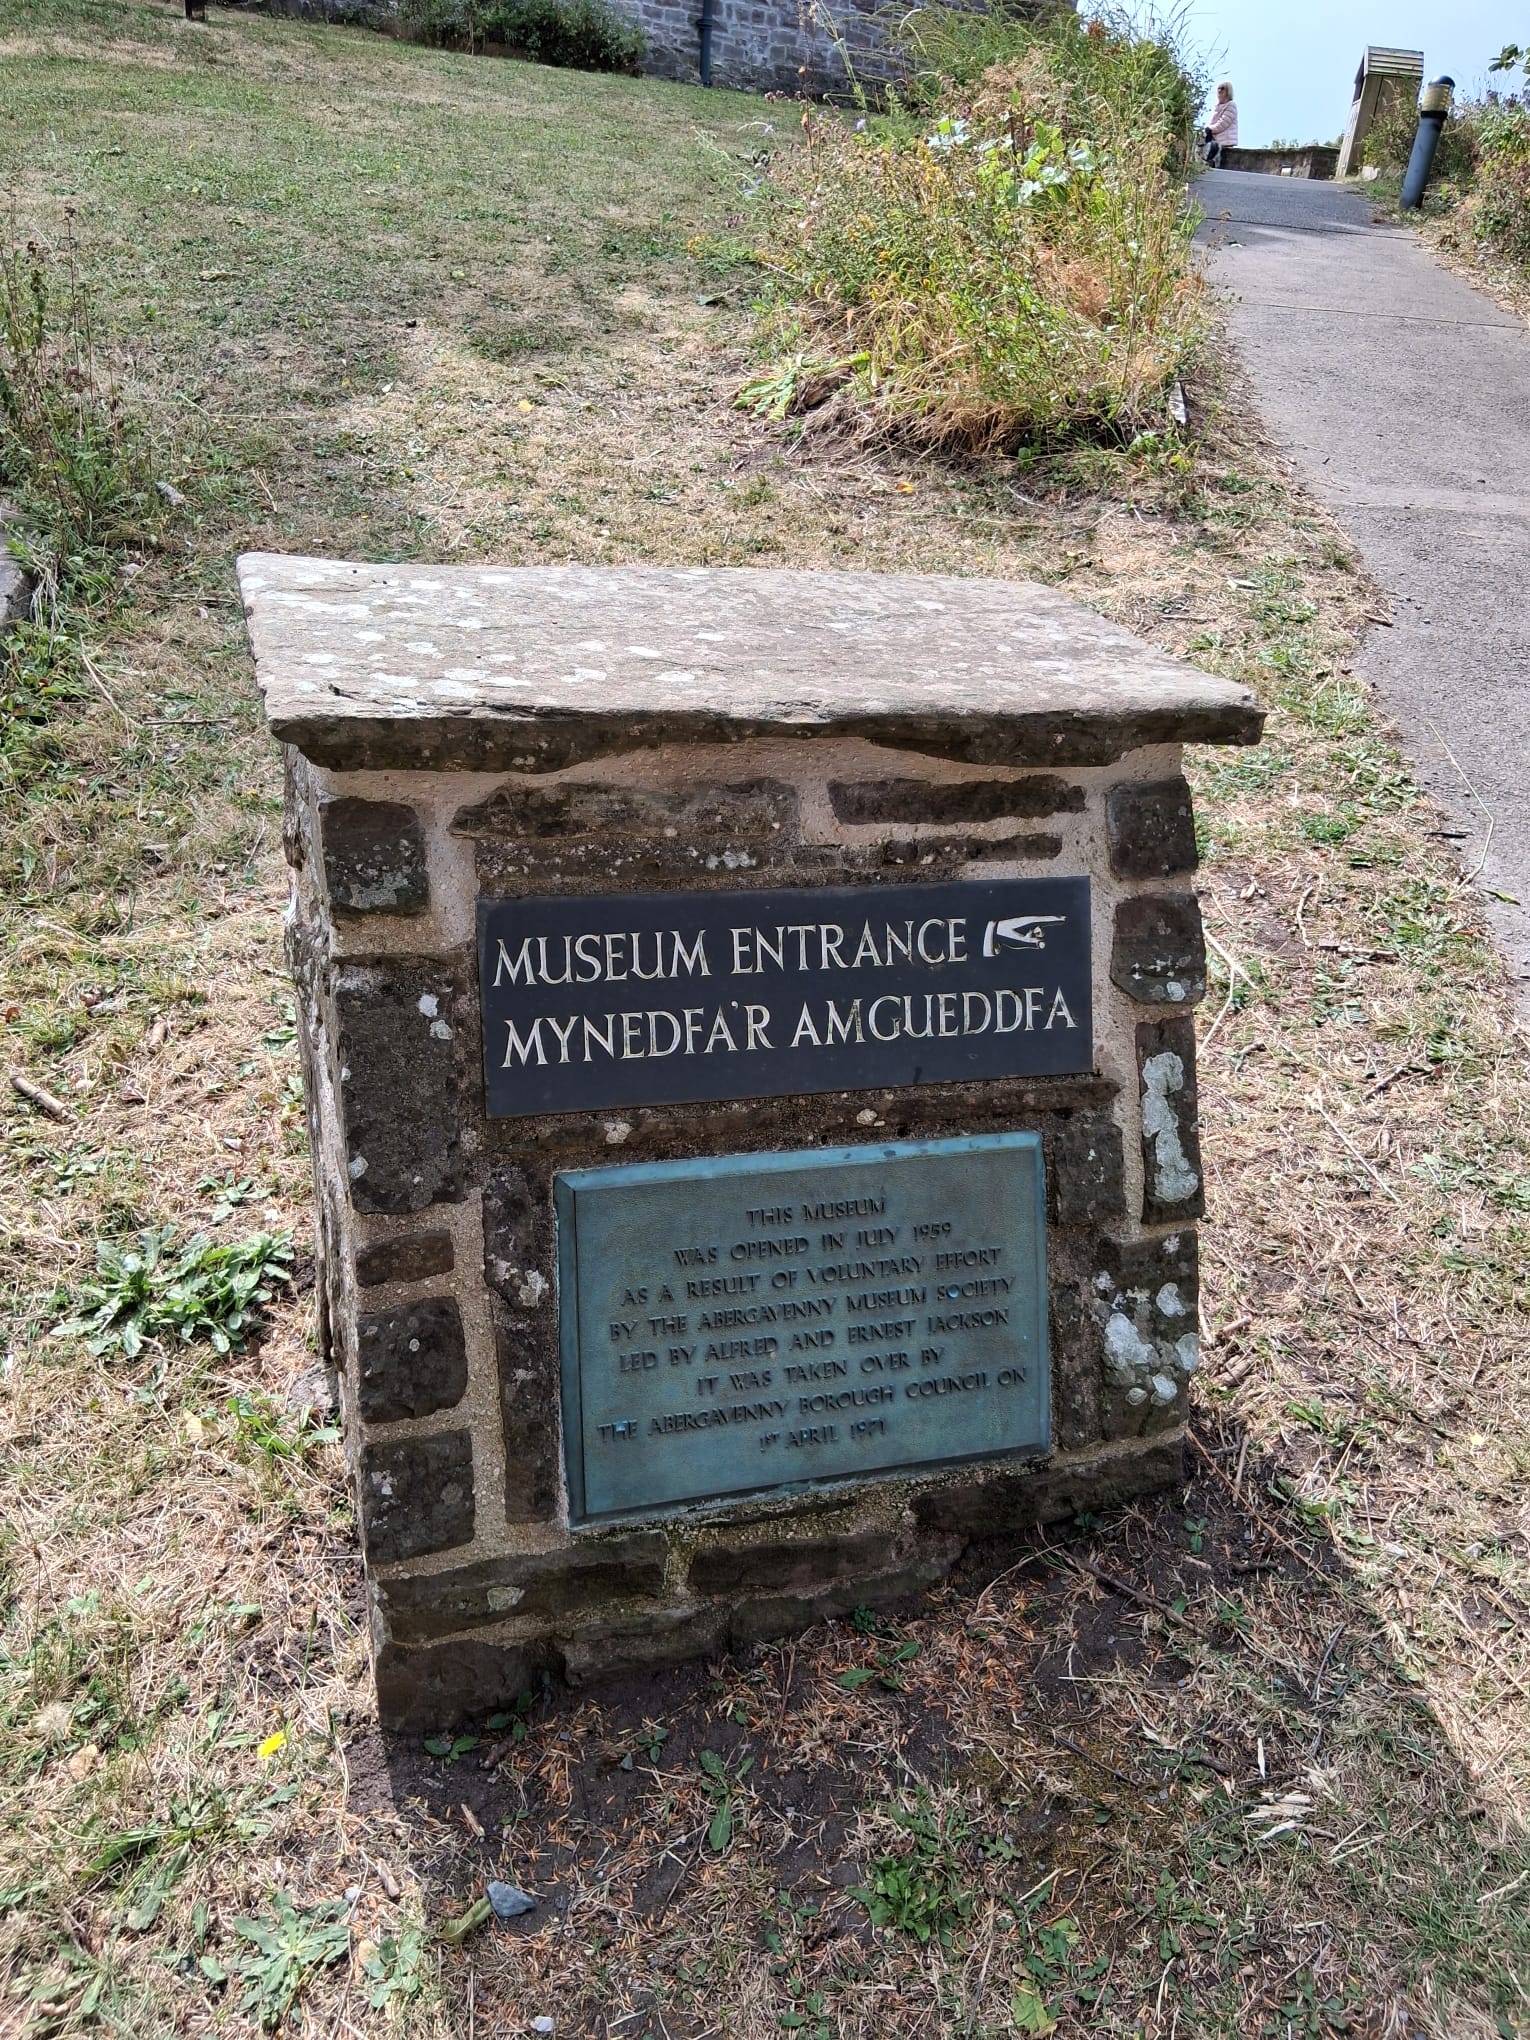 MUSEUM ENTRANCE
MYNEDFA'R AMGUEDDFA
THIS MUSEUM
WAS OPENED IN JULY 1959
AS A RESULT OF VOLUNTARY EFFORT
BY THE ABERGAVENNY MUSEUM SOCIETY
LED BY ALFRED AND ERNEST JACKSON
IT WAS TAKEN OVER BY
THE ABERGAVENNY BOROUGH COUNCIL ON
1ST APRIL 1971